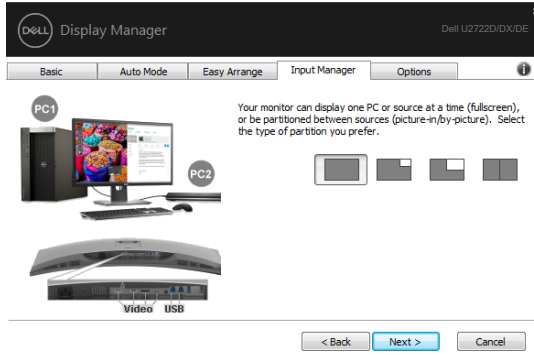 DELL Display Manager
Dell U2722D/DX/DE
Basic Auto Mode Easy Arrange Input Manager Options
PC1
Your monitor can display one PC or source at a time (fullscreen),
or be partitioned between sources (picture-in/by-picture). Select
the type of partition you prefer.
PC2
Video USB
< Back Next > Cancel